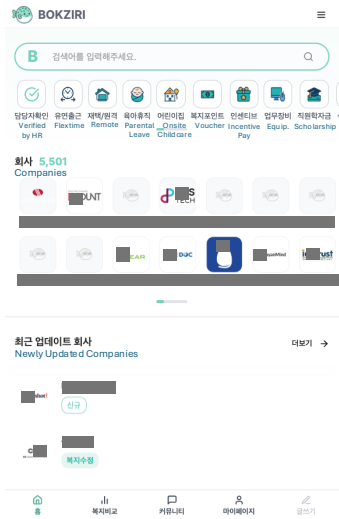 BOKZIRI
B 검색어를 입력해주세요.
담당자확인 유연출근 재택/원격 육아휴직 어린이집 복지포인트 인센티브 업무장비 직원학자금
Verified by HR Flextime Remote Parental Leave Onsite Childcare Voucher Incentive Pay Equip. Scholarship
회사 5,501
Companies
TECH
최근 업데이트 회사 더보기 →
Newly Updated Companies
신규
복지수정
홈 복지비교 커뮤니티 마이페이지 글쓰기